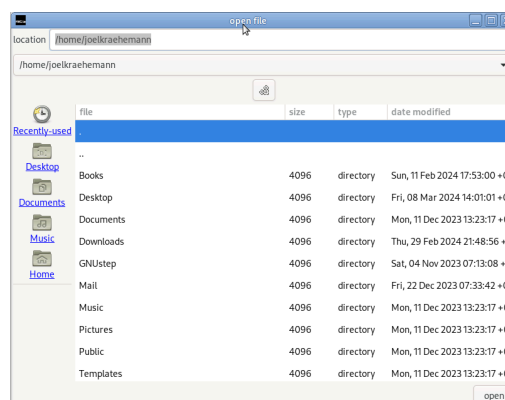 open file
location /home/joelkraehemann
/home/joelkraehemann
file size type date modified
Recently-used .
..
Desktop
Books 4096 directory Sun, 11 Feb 2024 17:53:00 +
Desktop 4096 directory Fri, 08 Mar 2024 14:01:01 +
Documents
Documents 4096 directory Mon, 11 Dec 2023 13:23:17 +
Music
Downloads 4096 directory Thu, 29 Feb 2024 21:48:56 +
GNUstep 4096 directory Sat, 04 Nov 2023 07:13:08 +
Home
Mail 4096 directory Fri, 22 Dec 2023 07:33:42 +
Music 4096 directory Mon, 11 Dec 2023 13:23:17 +
Pictures 4096 directory Mon, 11 Dec 2023 13:23:17 +
Public 4096 directory Mon, 11 Dec 2023 13:23:17 +
Templates 4096 directory Mon, 11 Dec 2023 13:23:17 +
open